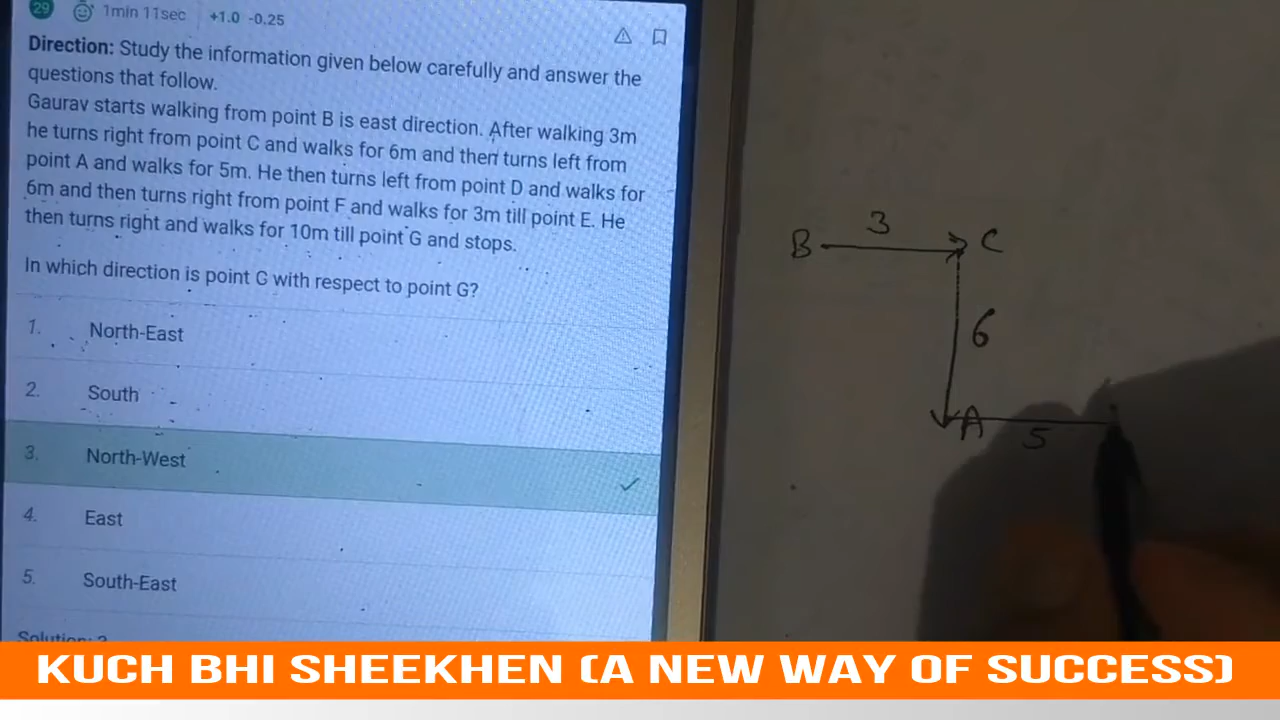 29 1min 11sec +1.0 -0.25
Direction: Study the information given below carefully and answer the
questions that follow.
Gaurav starts walking from point B is east direction. After walking 3m
he turns right from point C and walks for 6m and then turns left from
point A and walks for 5m. He then turns left from point D and walks for
6m and then turns right from point F and walks for 3m till point E. He
then turns right and walks for 10m till point G and stops.
In which direction is point C with respect to point G?
1. North-East
2. South
3. North-West
4. East
5. South-East
Solution: 3
B 3 C
6
A
5
KUCH BHI SHEEKHEN (A NEW WAY OF SUCCESS)